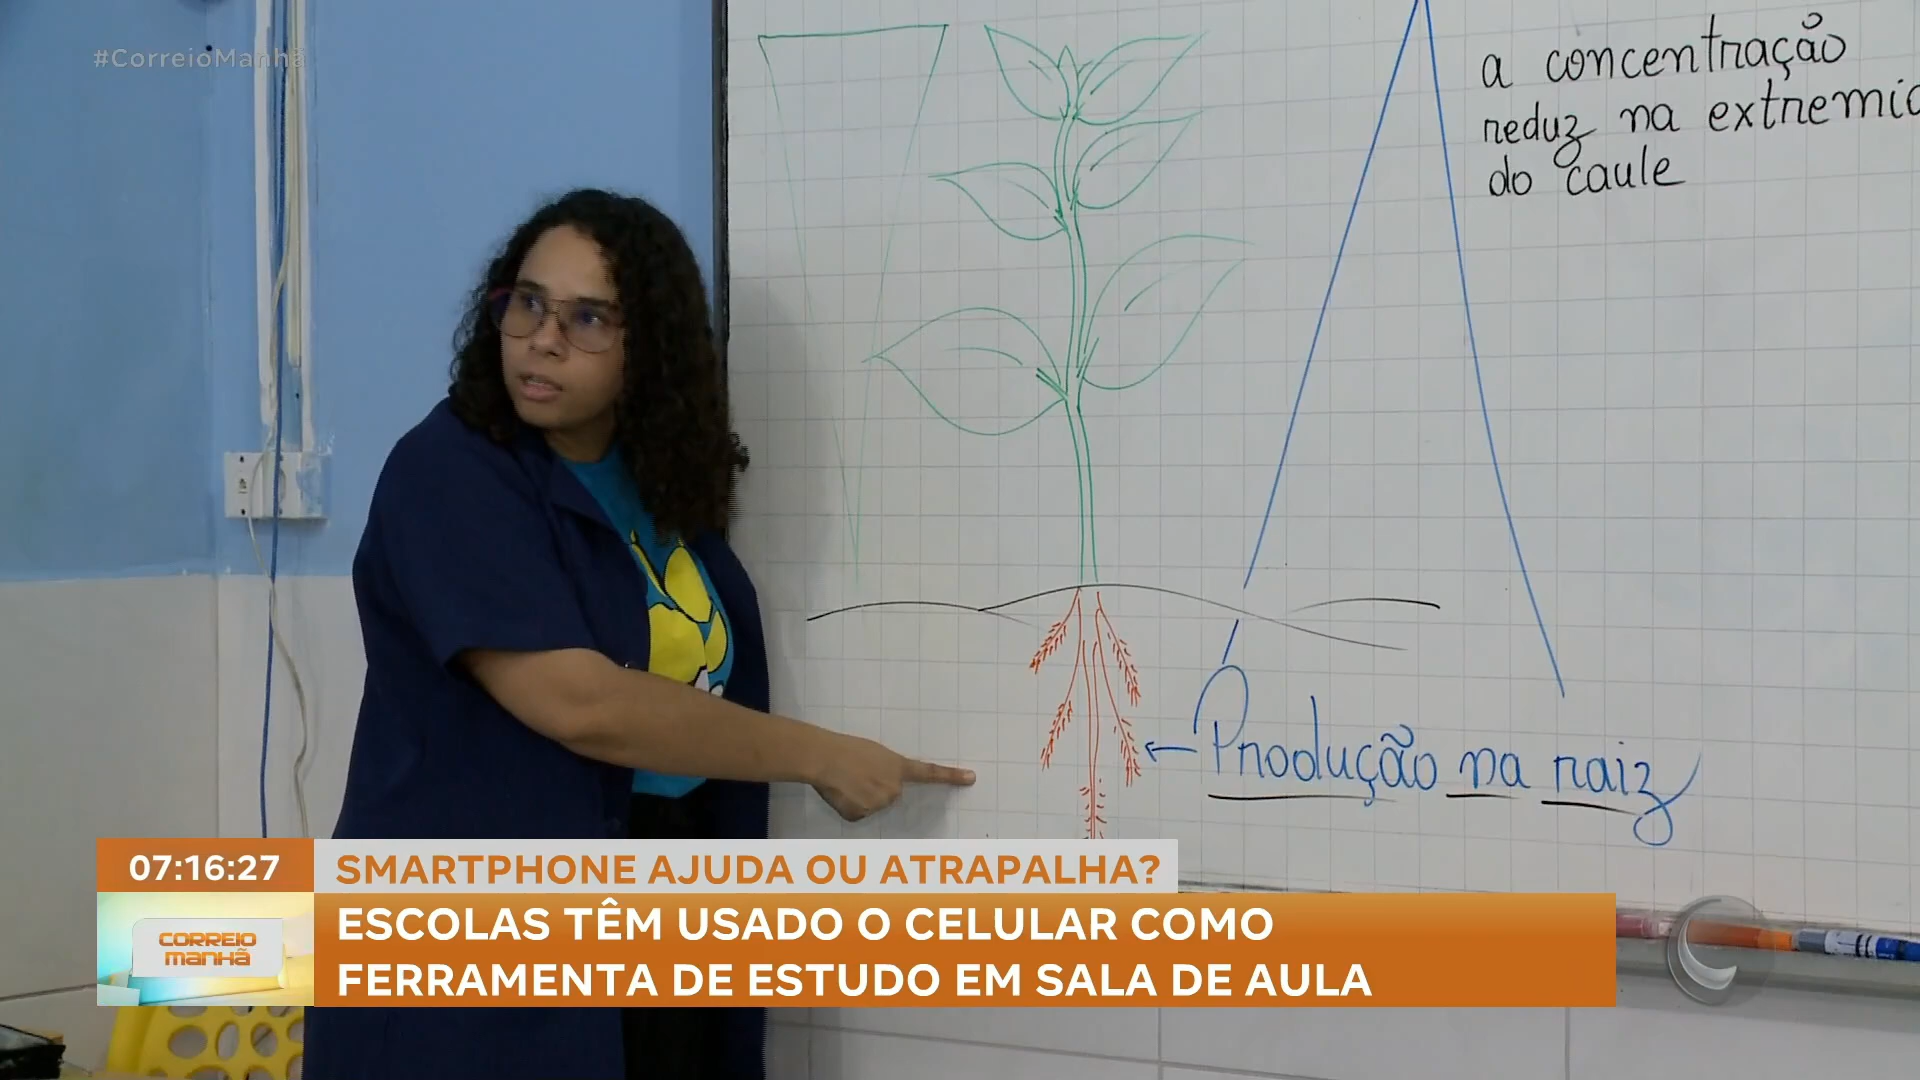 #CorreioManhã
a concentração
reduz na extremid
do caule
Produção na raiz
07:16:27
SMARTPHONE AJUDA OU ATRAPALHA?
CORREIO
manhã
ESCOLAS TÊM USADO O CELULAR COMO
FERRAMENTA DE ESTUDO EM SALA DE AULA